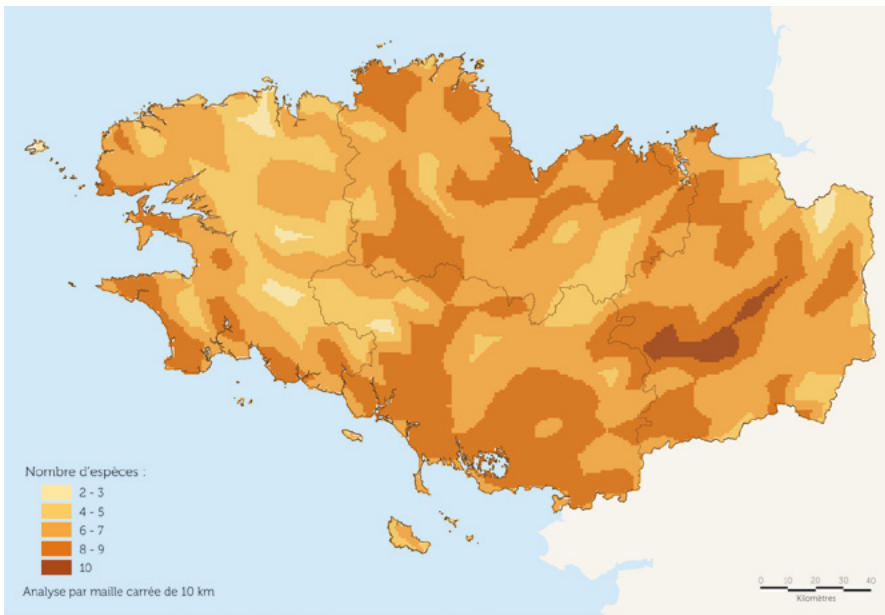 Nombre d'espèces :
2 - 3
4 - 5
6 - 7
8 - 9
10
Analyse par maille carrée de 10 km
0 10 20 30 40
Kilomètres